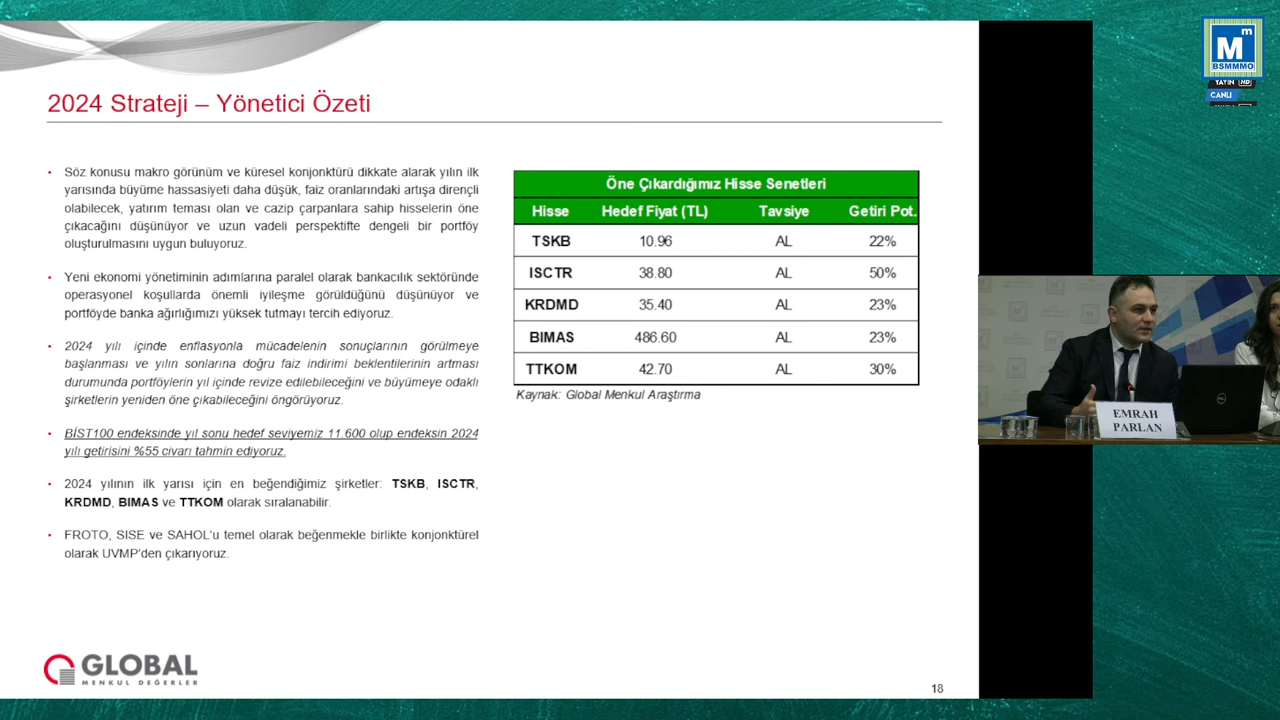 2024 Strateji – Yönetici Özeti
• Söz konusu makro görünüm ve küresel konjonktürü dikkate alarak yılın ilk
yarısında büyüme hassasiyeti daha düşük, faiz oranlarındaki artışa dirençli
olabilecek, yatırım teması olan ve cazip çarpanlara sahip hisselerin öne
çıkacağını düşünüyor ve uzun vadeli perspektifte dengeli bir portföy
oluşturulmasını uygun buluyoruz.
• Yeni ekonomi yönetiminin adımlarına paralel olarak bankacılık sektöründe
operasyonel koşullarda önemli iyileşme görüldüğünü düşünüyor ve
portföyde banka ağırlığımızı yüksek tutmayı tercih ediyoruz.
• 2024 yılı içinde enflasyonla mücadelenin sonuçlarının görülmeye
başlanması ve yılın sonlarına doğru faiz indirimi beklentilerinin artması
durumunda portföylerin yıl içinde revize edilebileceğini ve büyümeye odaklı
şirketlerin yeniden öne çıkabileceğini öngörüyoruz.
• BİST100 endeksinde yıl sonu hedef seviyemiz 11.600 olup endeksin 2024
yılı getirisini %55 civarı tahmin ediyoruz.
• 2024 yılının ilk yarısı için en beğendiğimiz şirketler: TSKB, ISCTR,
KRDMD, BIMAS ve TTKOM olarak sıralanabilir.
• FROTO, SISE ve SAHOL'u temel olarak beğenmekle birlikte konjonktürel
olarak UVMP'den çıkarıyoruz.
Öne Çıkardığımız Hisse Senetleri
Hisse Hedef Fiyat (TL) Tavsiye Getiri Pot.
TSKB 10.96 AL 22%
ISCTR 38.80 AL 50%
KRDMD 35.40 AL 23%
BIMAS 486.60 AL 23%
TTKOM 42.70 AL 30%
Kaynak: Global Menkul Araştırma
GLOBAL
MENKUL DEĞERLER
18
Mm
BSMMMO
YAYIN HD
CANLI
EMRAH
PARLAN
DELL